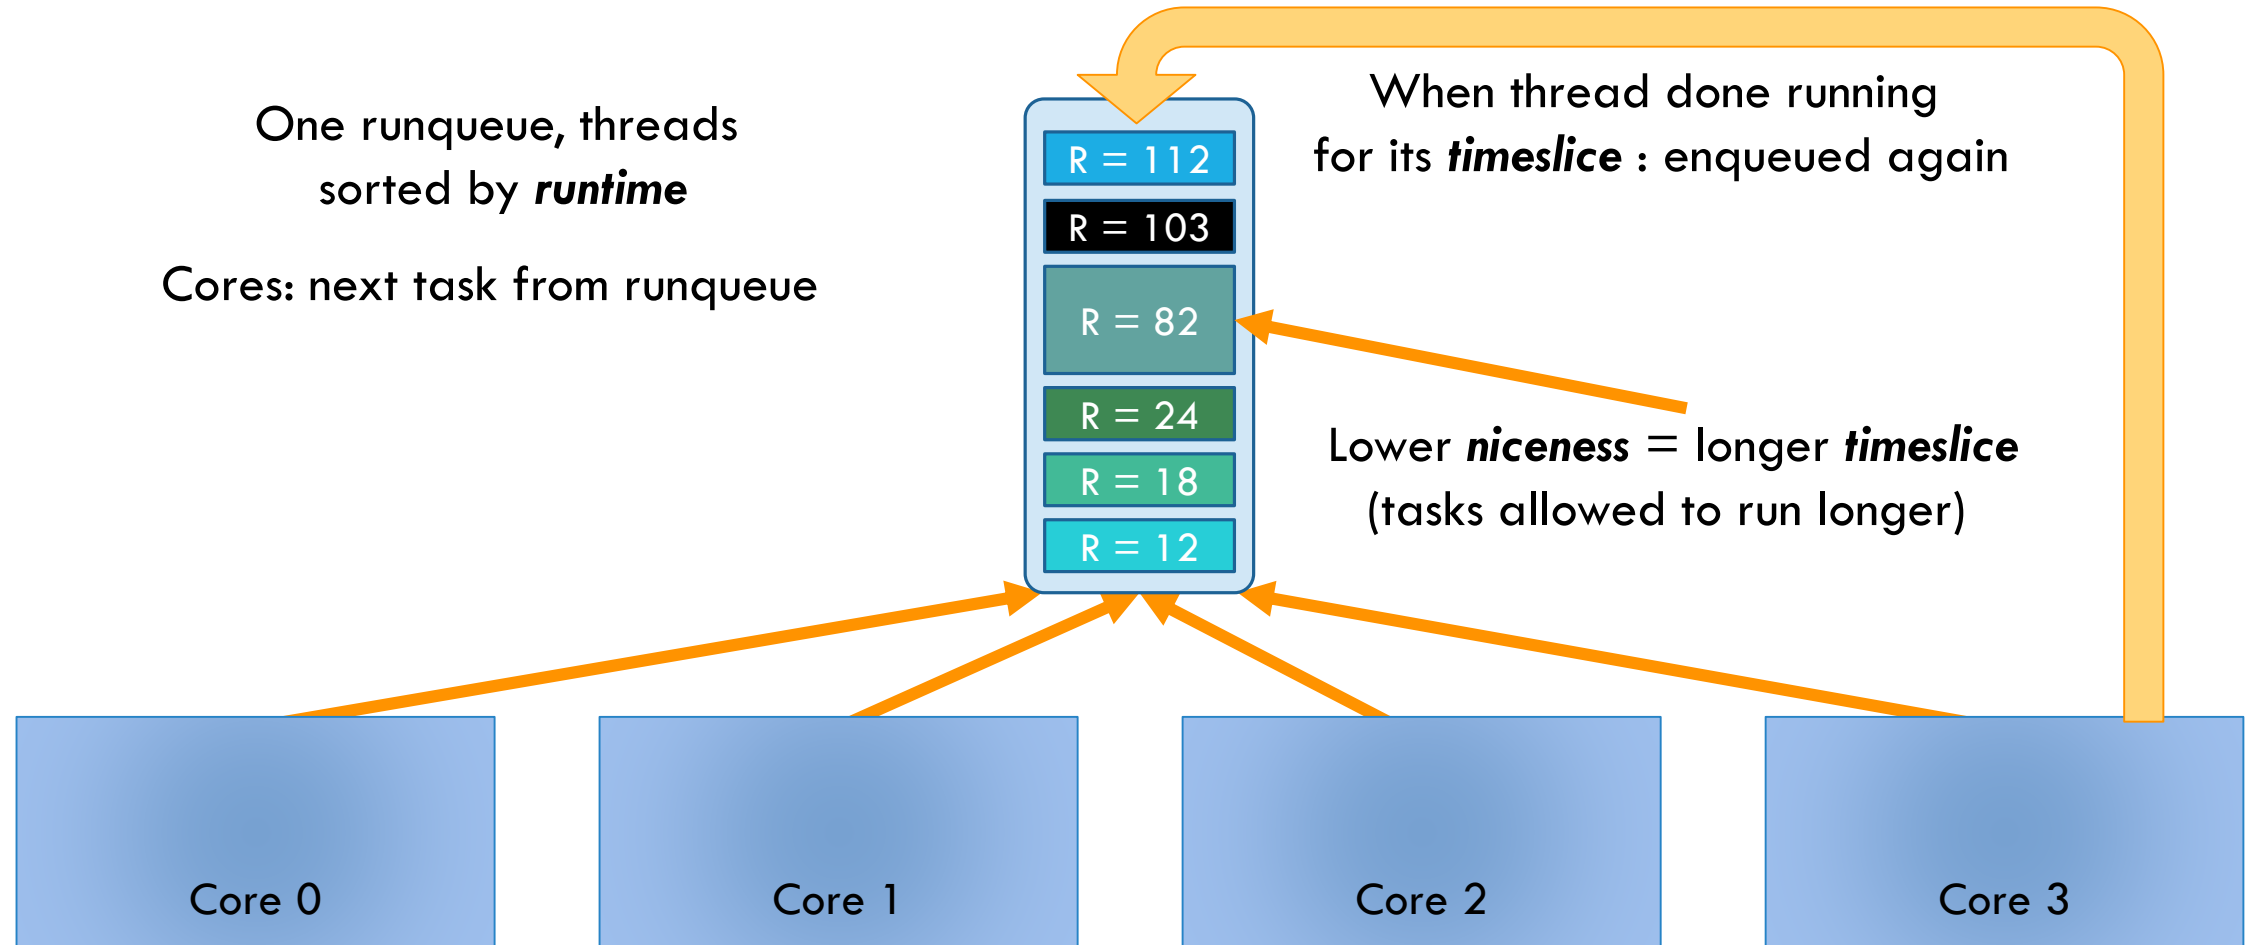 One runqueue, threads
sorted by runtime
Cores: next task from runqueue
R = 112
R = 103
R = 82
R = 24
R = 18
R = 12
When thread done running
for its timeslice : enqueued again
Lower niceness = longer timeslice
(tasks allowed to run longer)
Core 0
Core 1
Core 2
Core 3